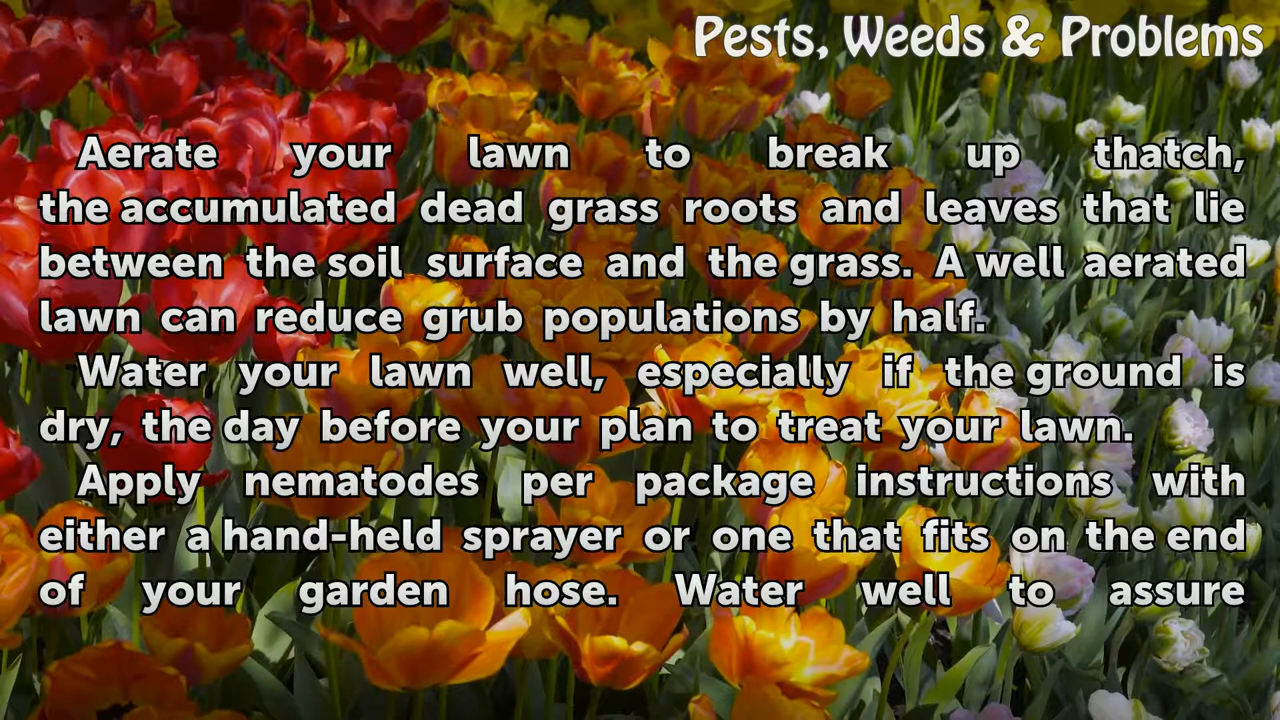 Pests, Weeds & Problems
Aerate your lawn to break up thatch,
the accumulated dead grass roots and leaves that lie
between the soil surface and the grass. A well aerated
lawn can reduce grub populations by half.
Water your lawn well, especially if the ground is
dry, the day before your plan to treat your lawn.
Apply nematodes per package instructions with
either a hand-held sprayer or one that fits on the end
of your garden hose. Water well to assure